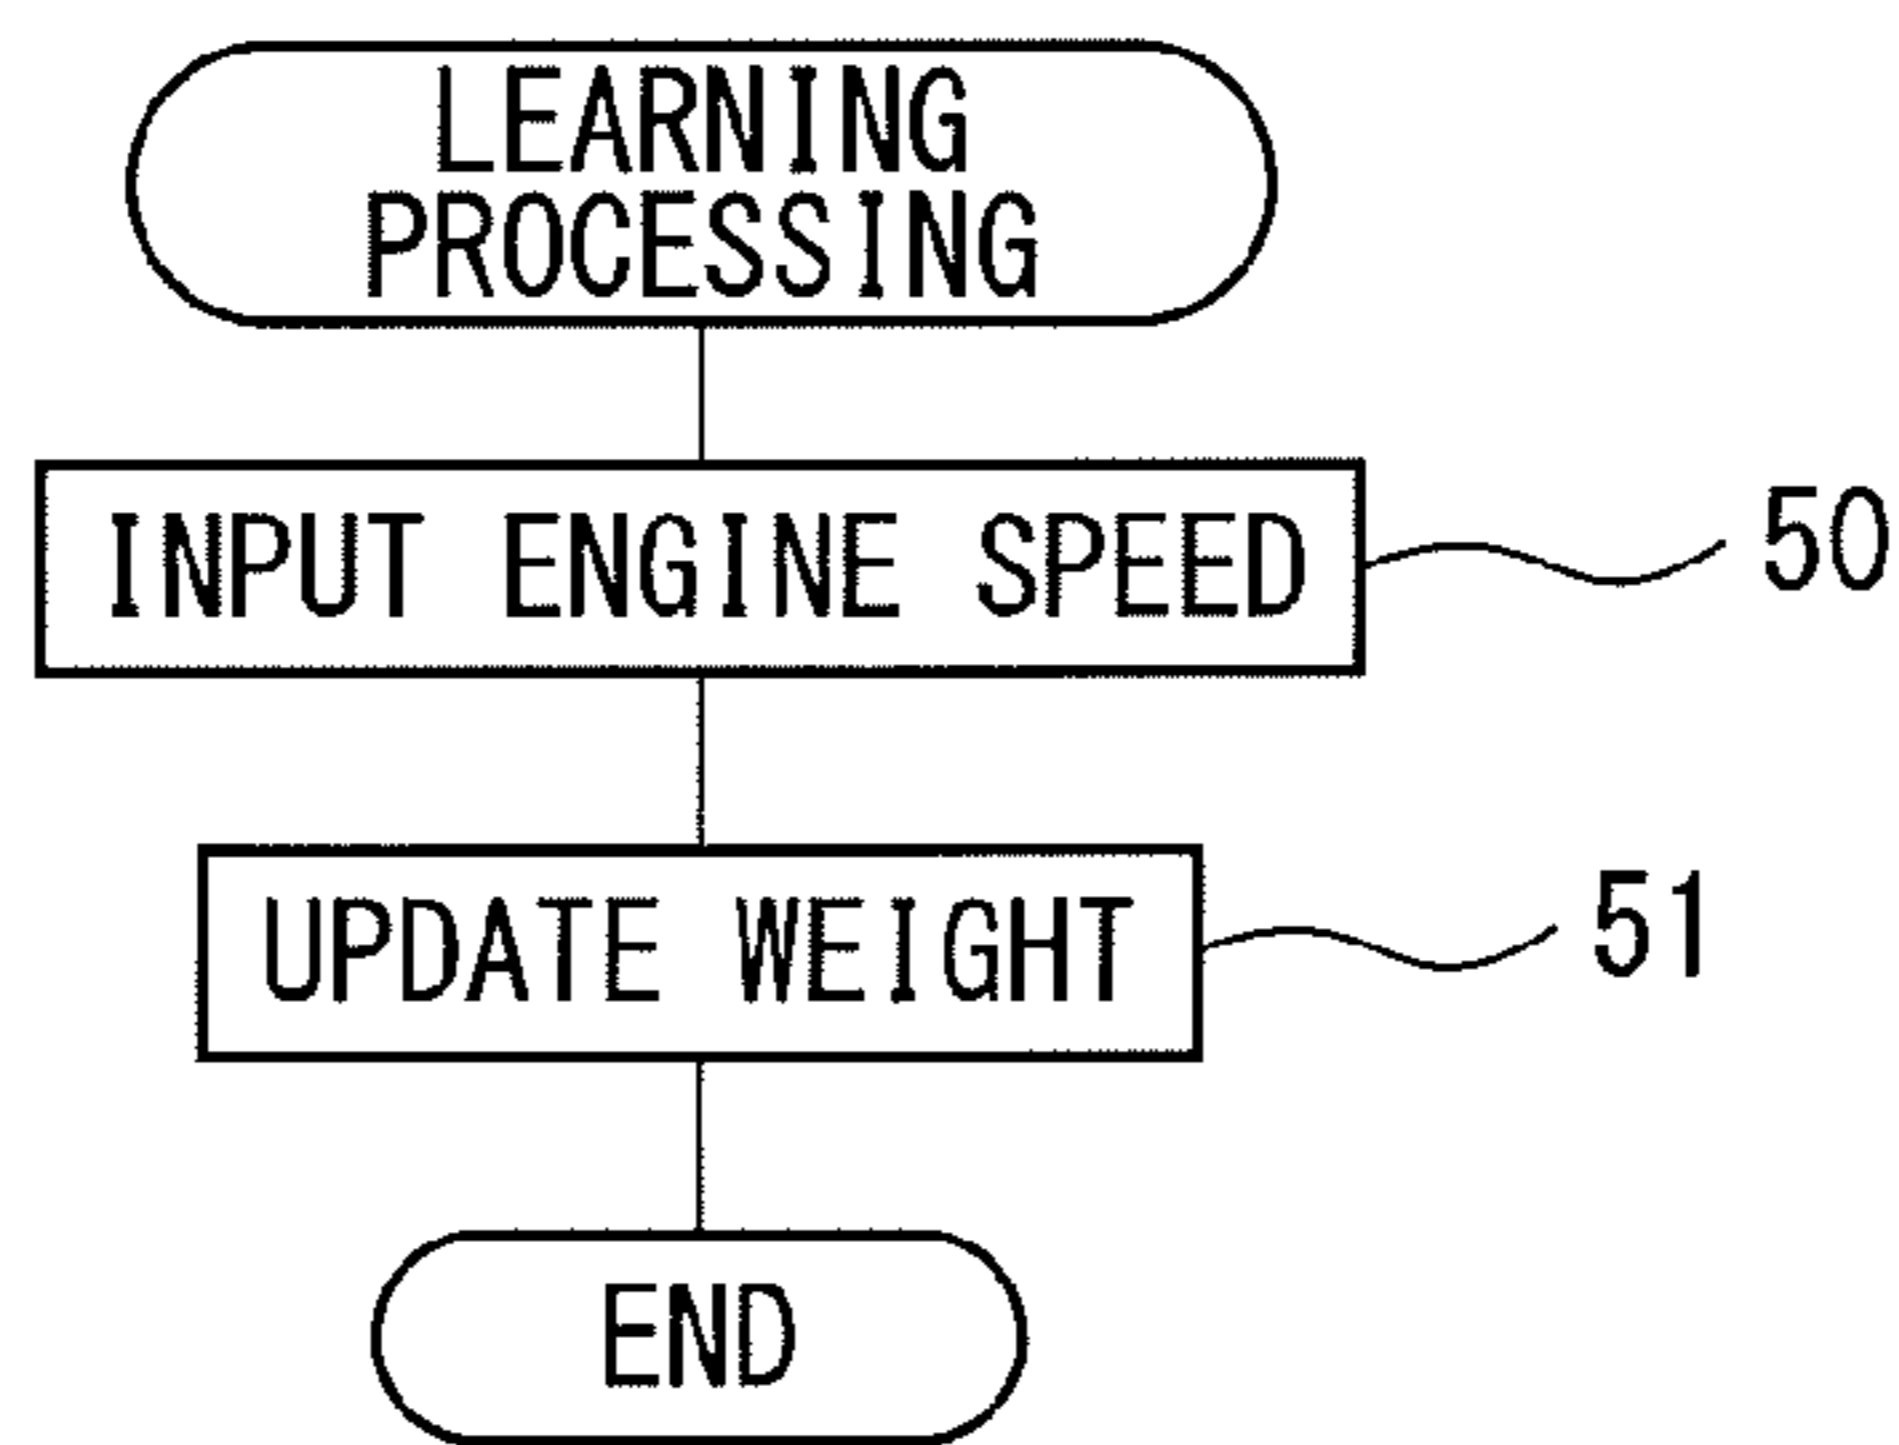 LEARNING
PROCESSING
INPUT ENGINE SPEED
50
UPDATE WEIGHT
51
END